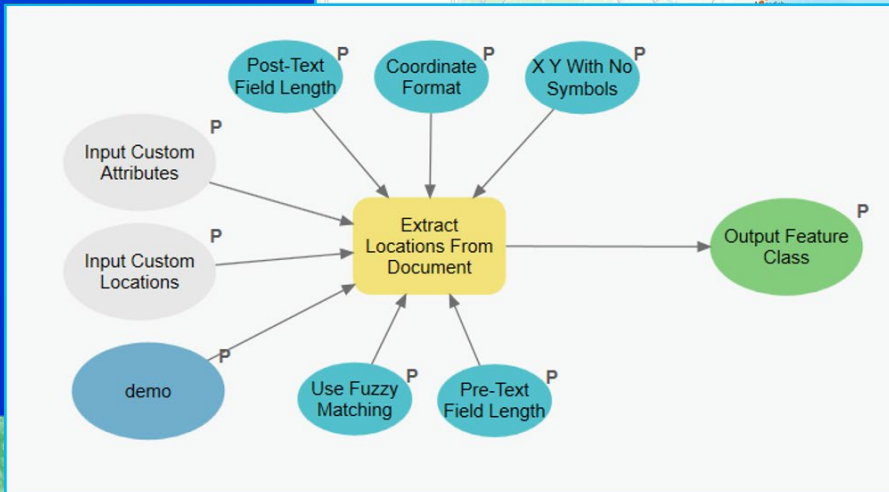 Post-Text
Field Length
P
Coordinate
Format
P
X Y With No
Symbols
P
Input Custom
Attributes
P
Input Custom
Locations
P
demo
P
Extract
Locations From
Document
Output Feature
Class
P
Use Fuzzy
Matching
P
Pre-Text
Field Length
P